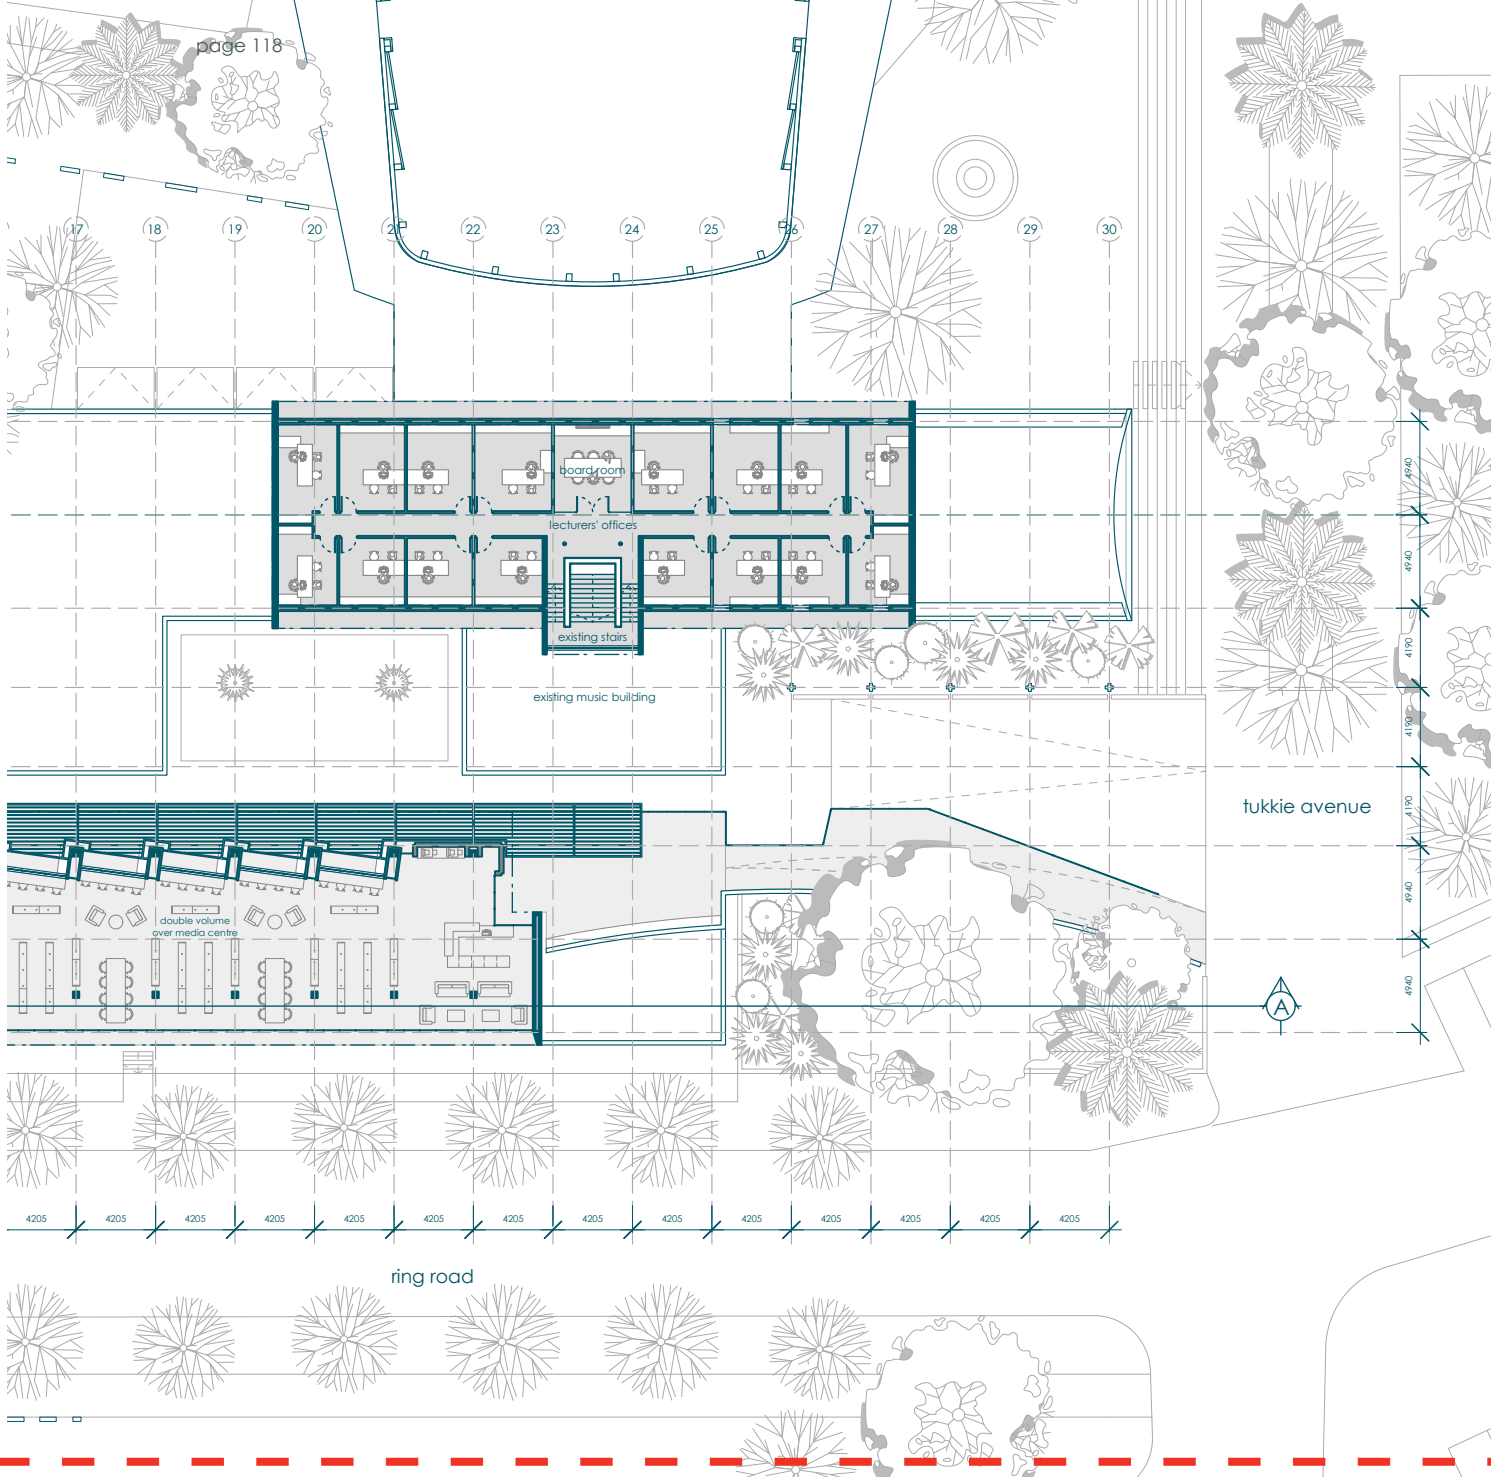 page 118
17 18 19 20 21 22 23 24 25 26 27 28 29 30
board room
4940
lecturers' offices
4940
existing stairs
4190
existing music building
4190
tukkie avenue
4190
4940
double volume
over media centre
4940
A
4205 4205 4205 4205 4205 4205 4205 4205 4205 4205 4205 4205 4205 4205
ring road